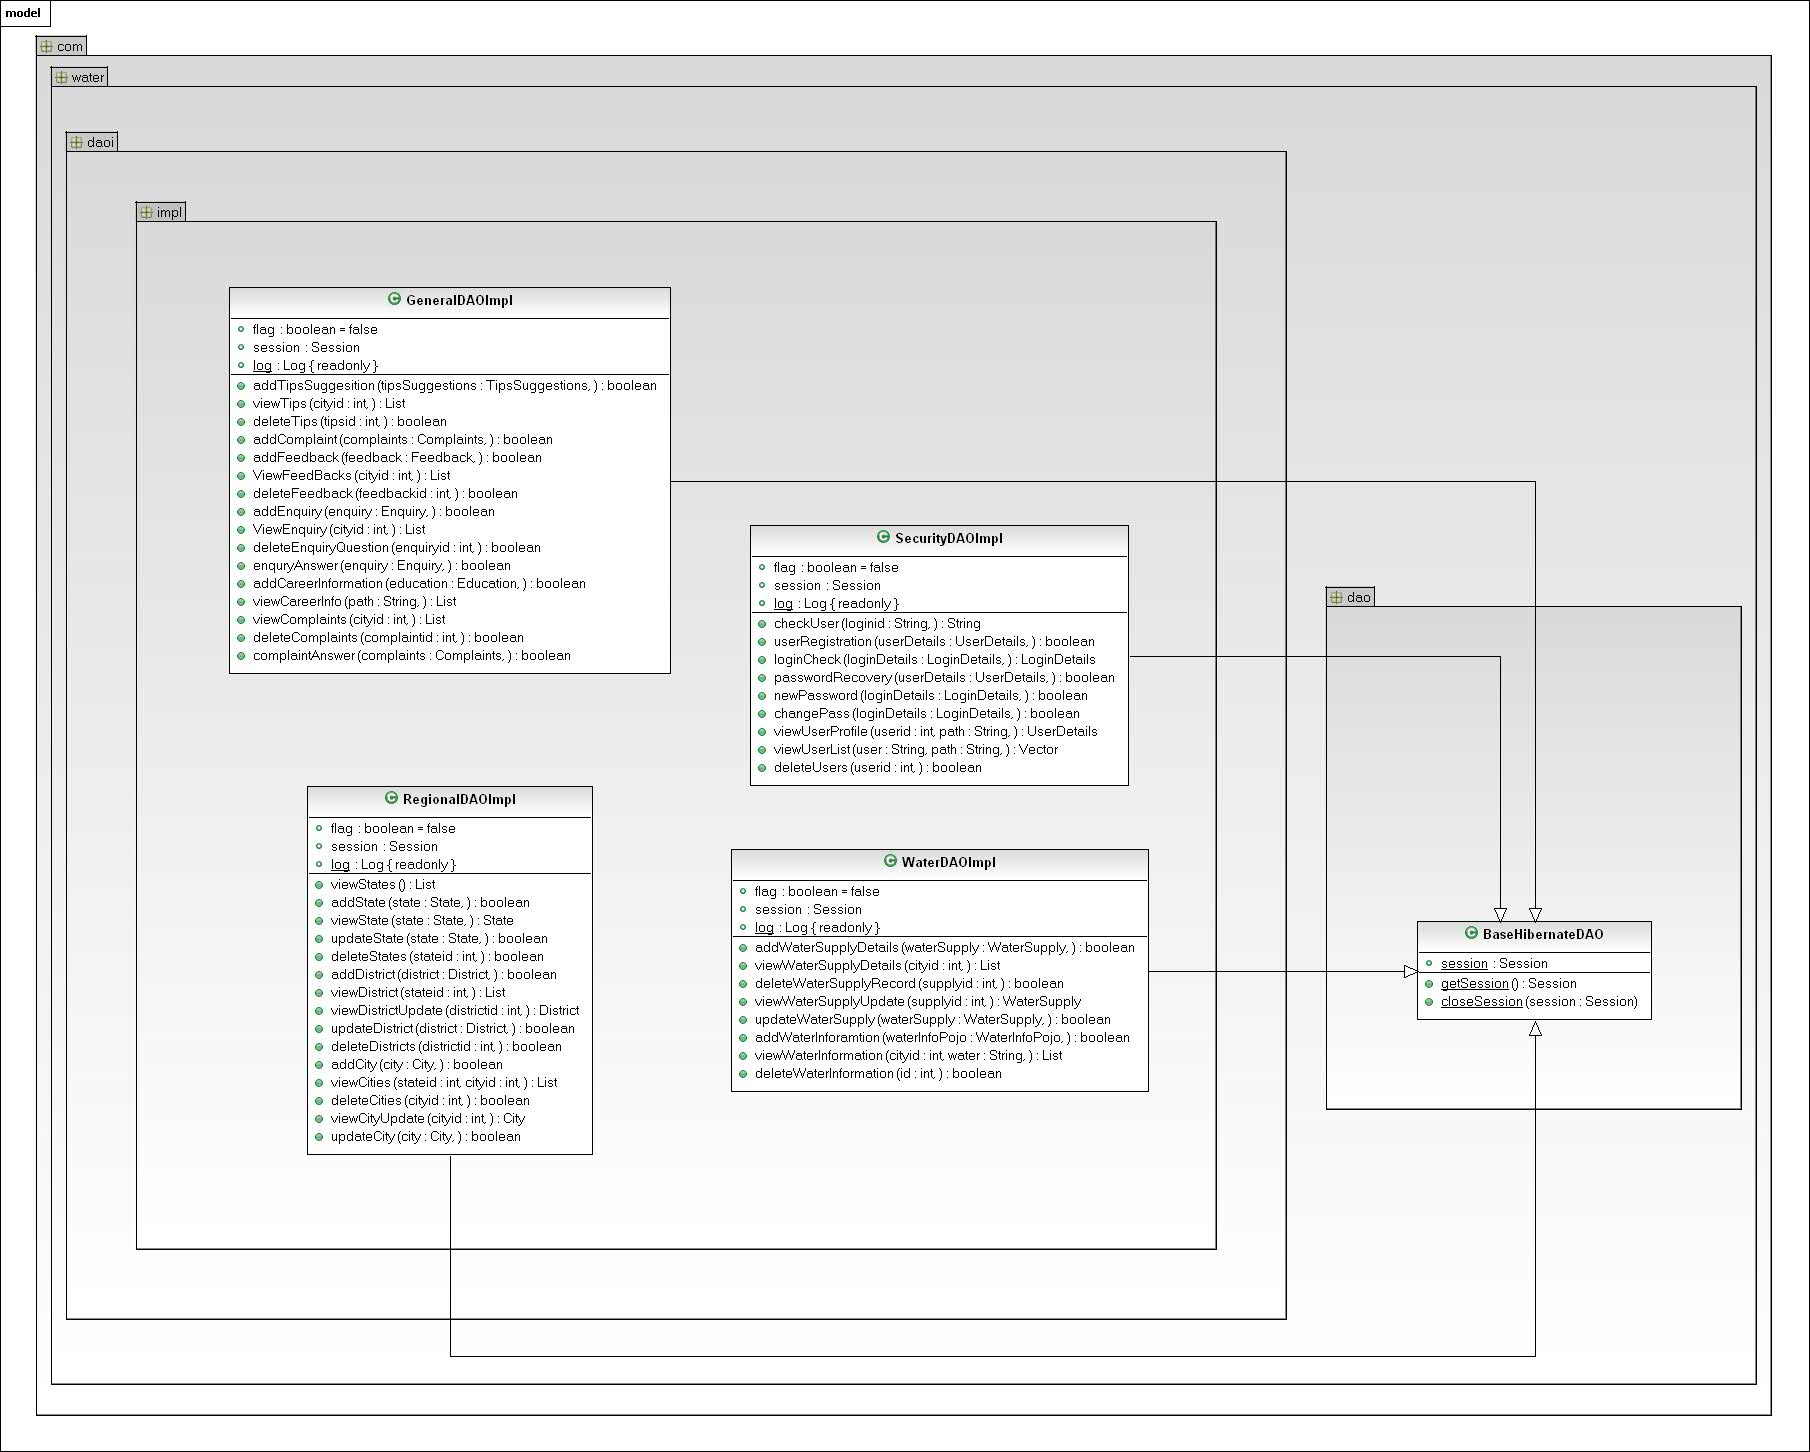 model
com
water
daoi
impl
GeneralDAOImpl
flag : boolean = false
session : Session
log : Log { readonly }
addTipsSuggesition (tipsSuggestions : TipsSuggestions, ) : boolean
viewTips (cityid : int, ) : List
deleteTips (tipsid : int, ) : boolean
addComplaint (complaints : Complaints, ) : boolean
addFeedback (feedback : Feedback, ) : boolean
ViewFeedBacks (cityid : int, ) : List
deleteFeedback (feedbackid : int, ) : boolean
addEnquiry (enquiry : Enquiry, ) : boolean
ViewEnquiry (cityid : int, ) : List
deleteEnquiryQuestion (enquiryid : int, ) : boolean
enquryAnswer (enquiry : Enquiry, ) : boolean
addCareerInformation (education : Education, ) : boolean
viewCareerInfo (path : String, ) : List
viewComplaints (cityid : int, ) : List
deleteComplaints (complaintid : int, ) : boolean
complaintAnswer (complaints : Complaints, ) : boolean
SecurityDAOImpl
flag : boolean = false
session : Session
log : Log { readonly }
checkUser (loginid : String, ) : String
userRegistration (userDetails : UserDetails, ) : boolean
loginCheck (loginDetails : LoginDetails, ) : LoginDetails
passwordRecovery (userDetails : UserDetails, ) : boolean
newPassword (loginDetails : LoginDetails, ) : boolean
changePass (loginDetails : LoginDetails, ) : boolean
viewUserProfile (userid : int, path : String, ) : UserDetails
viewUserList (user : String, path : String, ) : Vector
deleteUsers (userid : int, ) : boolean
RegionalDAOImpl
flag : boolean = false
session : Session
log : Log { readonly }
viewStates () : List
addState (state : State, ) : boolean
viewState (state : State, ) : State
updateState (state : State, ) : boolean
deleteStates (stateid : int, ) : boolean
addDistrict (district : District, ) : boolean
viewDistrict (stateid : int, ) : List
viewDistrictUpdate (districtid : int, ) : District
updateDistrict (district : District, ) : boolean
deleteDistricts (districtid : int, ) : boolean
addCity (city : City, ) : boolean
viewCities (stateid : int, cityid : int, ) : List
deleteCities (cityid : int, ) : boolean
viewCityUpdate (cityid : int, ) : City
updateCity (city : City, ) : boolean
WaterDAOImpl
flag : boolean = false
session : Session
log : Log { readonly }
addWaterSupplyDetails (waterSupply : WaterSupply, ) : boolean
viewWaterSupplyDetails (cityid : int, ) : List
deleteWaterSupplyRecord (supplyid : int, ) : boolean
viewWaterSupplyUpdate (supplyid : int, ) : WaterSupply
updateWaterSupply (waterSupply : WaterSupply, ) : boolean
addWaterInforamtion (waterInfoPojo : WaterInfoPojo, ) : boolean
viewWaterInformation (cityid : int, water : String, ) : List
deleteWaterInformation (id : int, ) : boolean
dao
BaseHibernateDAO
session : Session
getSession () : Session
closeSession (session : Session)